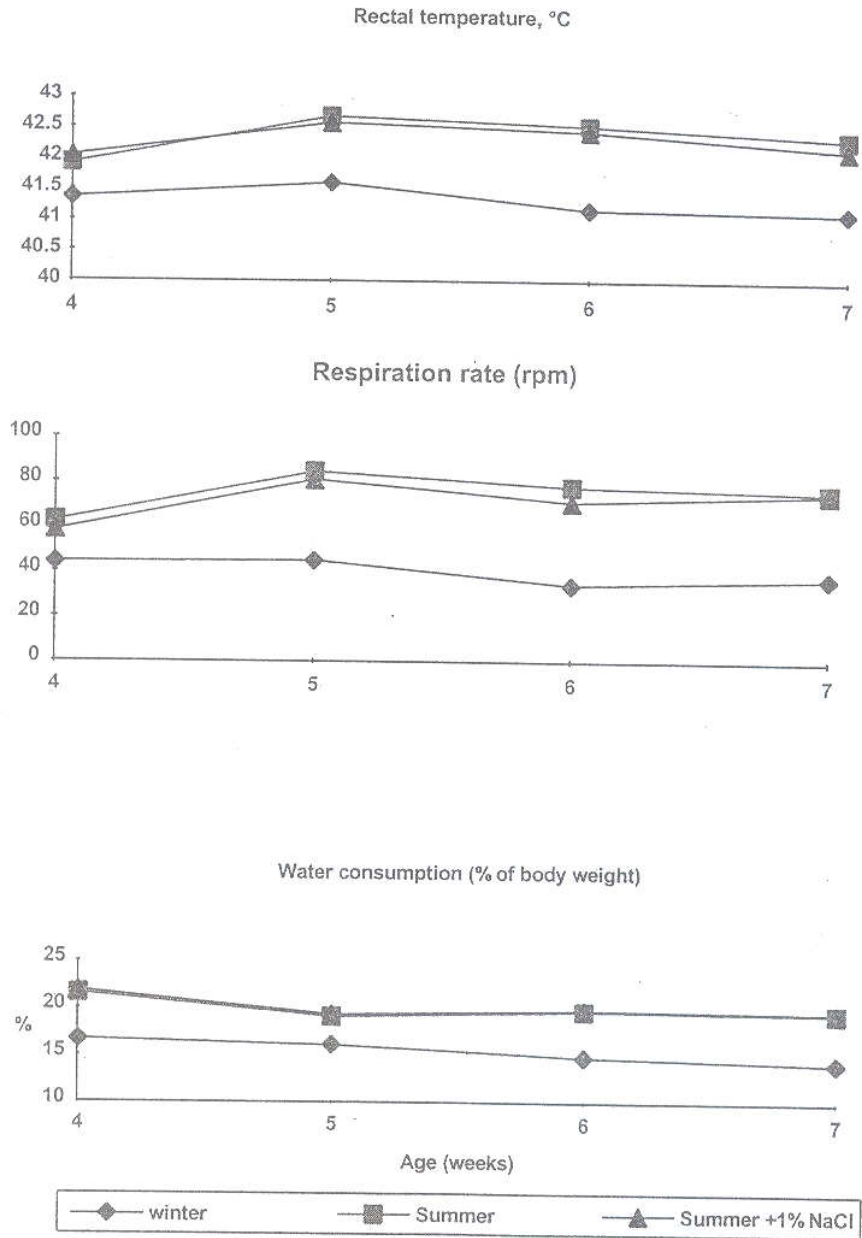 Rectal temperature, °C
43
42.5
42
41.5
41
40.5
40
4 5 6 7
Respiration rate (rpm)
100
80
60
40
20
0
4 5 6 7
Water consumption (% of body weight)
25
20
%
15
10
4 5 6 7
Age (weeks)
winter Summer Summer +1% NaCl